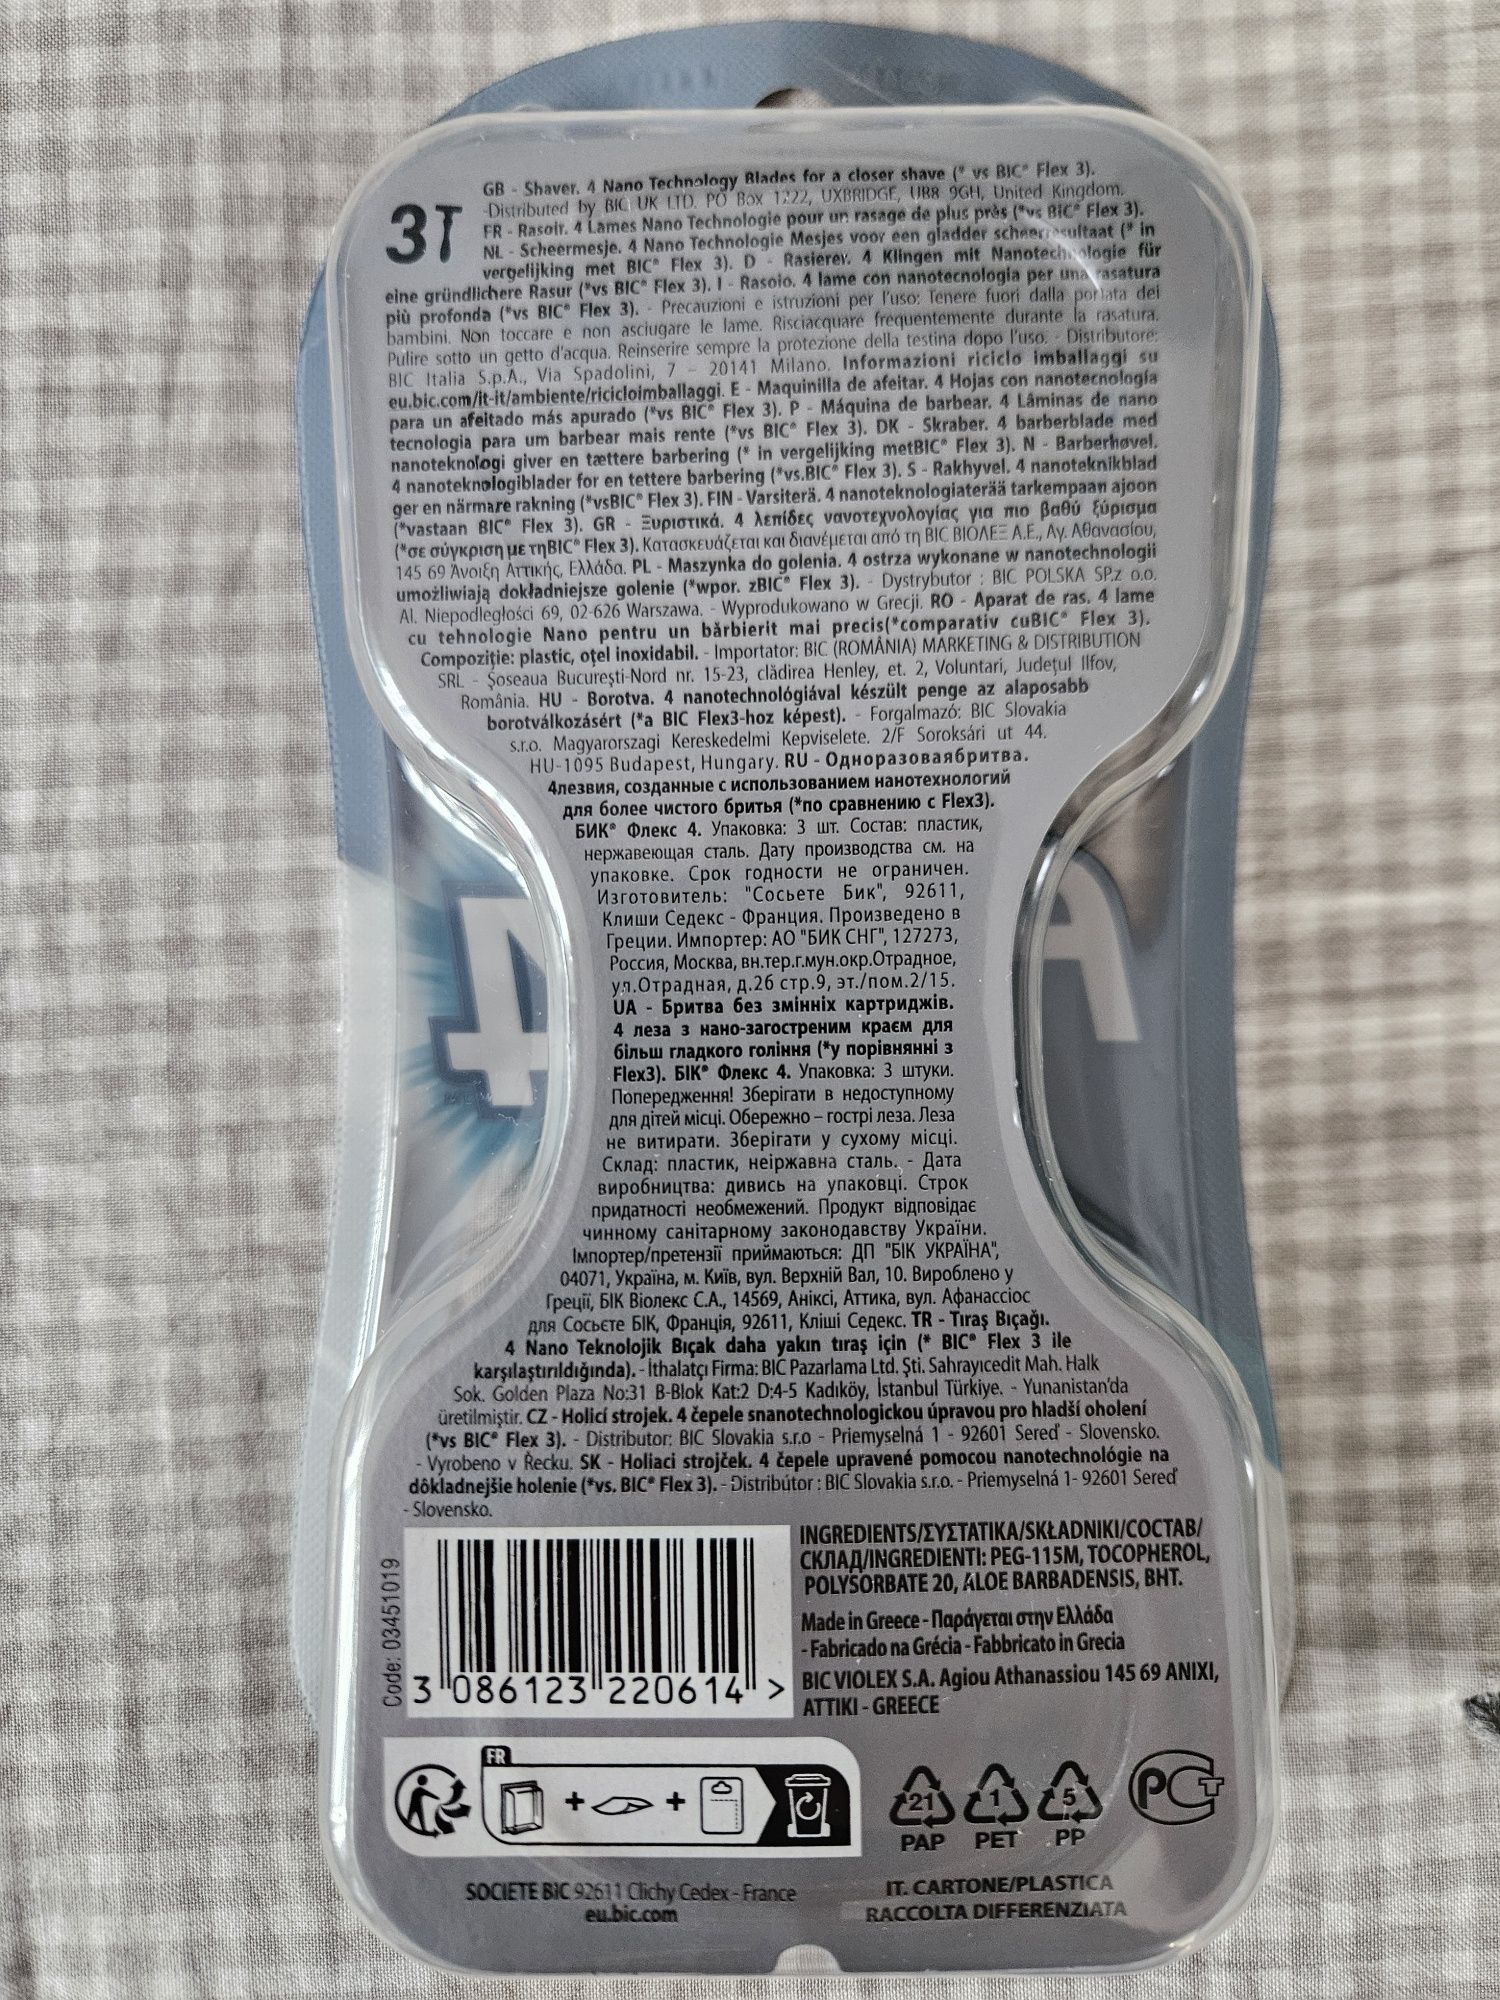 3T
GB - Shaver. 4 Nano Technology Blades for a closer shave (* vs BIC® Flex 3).
-Distributed by BIC UK LTD. PO Box 1222, UXBRIDGE, UB8 9GH, United Kingdom.
FR - Rasoir. 4 Lames Nano Technologie pour un rasage de plus près (*vs BIC® Flex 3).
NL - Scheermesje. 4 Nano Technologie Mesjes voor een gladder scheerresultaat (* in
vergelijking met BIC® Flex 3). D - Rasierer. 4 Klingen mit Nanotechnologie für
eine gründlichere Rasur (*vs BIC® Flex 3). I - Rasoio. 4 lame con nanotecnologia per una rasatura
più profonda (*vs BIC® Flex 3). - Precauzioni e istruzioni per l'uso: Tenere fuori dalla portata dei
bambini. Non toccare e non asciugare le lame. Risciacquare frequentemente durante la rasatura.
Pulire sotto un getto d'acqua. Reinserire sempre la protezione della testina dopo l'uso. - Distributore:
BIC Italia S.p.A., Via Spadolini, 7 - 20141 Milano. Informazioni riciclo imballaggi su
eu.bic.com/it-it/ambiente/ricicloimballaggi. E - Maquinilla de afeitar. 4 Hojas con nanotecnología
para un afeitado más apurado (*vs BIC® Flex 3). P - Máquina de barbear. 4 Lâminas de nano
tecnologia para um barbear mais rente (*vs BIC® Flex 3). DK - Skraber. 4 barberblade med
nanoteknologi giver en tættere barbering (* in vergelijking metBIC® Flex 3). N - Barberhøvel.
4 nanoteknologiblader for en tettere barbering (*vs.BIC® Flex 3). S - Rakhyvel. 4 nanoteknikblad
ger en närmare rakning (*vsBIC® Flex 3). FIN - Varsiterä. 4 nanoteknologiaterää tarkempaan ajoon
(*vastaan BIC® Flex 3). GR - Ξυριστικά. 4 λεπίδες νανοτεχνολογίας για πιο βαθύ ξύρισμα
(*σε σύγκριση με τηBIC® Flex 3). Κατασκευάζεται και διανέμεται από τη BIC ΒΙΟΛΕΞ Α.Ε., Αγ. Αθανασίου,
145 69 Άνοιξη Αττικής, Ελλάδα. PL - Maszynka do golenia. 4 ostrza wykonane w nanotechnologii
umożliwiają dokładniejsze golenie (*wpor. zBIC® Flex 3). - Dystrybutor : BIC POLSKA SP.z o.o.
Al. Niepodległości 69, 02-626 Warszawa. - Wyprodukowano w Grecji. RO - Aparat de ras. 4 lame
cu tehnologie Nano pentru un bărbierit mai precis(*comparativ cuBIC® Flex 3).
Compoziție: plastic, oțel inoxidabil. - Importator: BIC (ROMÂNIA) MARKETING & DISTRIBUTION
SRL - Șoseaua București-Nord nr. 15-23, clădirea Henley, et. 2, Voluntari, Județul Ilfov,
România. HU - Borotva. 4 nanotechnológiával készült penge az alaposabb
borotválkozásért (*a BIC Flex3-hoz képest). - Forgalmazó: BIC Slovakia
s.r.o. Magyarorszagi Kereskedelmi Kepviselete. 2/F Soroksári ut 44.
HU-1095 Budapest, Hungary. RU - Одноразоваябритва.
4лезвия, созданные с использованием нанотехнологий
для более чистого бритья (*по сравнению с Flex3).
БИК® Флекс 4. Упаковка: 3 шт. Состав: пластик,
нержавеющая сталь. Дату производства см. на
упаковке. Срок годности не ограничен.
Изготовитель: "Сосьете Бик", 92611,
Клиши Седекс - Франция. Произведено в
Греции. Импортер: АО "БИК СНГ", 127273,
Россия, Москва, вн.тер.г.мун.окр.Отрадное,
ул.Отрадная, д.2б стр.9, эт./пом.2/15.
UA - Бритва без змінніх картриджів.
4 леза з нано-загостреним краєм для
більш гладкого гоління (*у порівнянні з
Flex3). БІК® Флекс 4. Упаковка: 3 штуки.
Попередження! Зберігати в недоступному
для дітей місці. Обережно – гострі леза. Леза
не витирати. Зберігати у сухому місці.
Склад: пластик, неіржавна сталь. - Дата
виробництва: дивись на упаковці. Строк
придатності необмежений. Продукт відповідає
чинному санітарному законодавству України.
Імпортер/претензії приймаються: ДП "БІК УКРАЇНА",
04071, Україна, м. Київ, вул. Верхній Вал, 10. Вироблено у
Греції, БІК Віолекс С.А., 14569, Аніксі, Аттика, вул. Афанассіос
для Сосьєте БІК, Франція, 92611, Кліші Седекс. TR - Tıraş Bıçağı.
4 Nano Teknolojik Bıçak daha yakın tıraş için (* BIC® Flex 3 ile
karşılaştırıldığında). - İthalatçı Firma: BIC Pazarlama Ltd. Şti. Sahrayıcedit Mah. Halk
Sok. Golden Plaza No:31 B-Blok Kat:2 D:4-5 Kadıköy, İstanbul Türkiye. - Yunanistan'da
üretilmiştir. CZ - Holicí strojek. 4 čepele snanotechnologickou úpravou pro hladší oholení
(*vs BIC® Flex 3). - Distributor: BIC Slovakia s.r.o - Priemyselná 1 - 92601 Sereď - Slovensko.
- Vyrobeno v Řecku. SK - Holiaci strojček. 4 čepele upravené pomocou nanotechnológie na
dôkladnejšie holenie (*vs. BIC® Flex 3). - Distribútor : BIC Slovakia s.r.o. - Priemyselná 1- 92601 Sereď
- Slovensko.
Code: 03451019
3 086123 220614 >
INGREDIENTS/ΣΥΣΤΑΤΙΚΑ/SKŁADNIKI/СОСТАВ/
СКЛАД/INGREDIENTI: PEG-115M, TOCOPHEROL,
POLYSORBATE 20, ALOE BARBADENSIS, BHT.
Made in Greece - Παράγεται στην Ελλάδα
- Fabricado na Grécia - Fabbricato in Grecia
BIC VIOLEX S.A. Agiou Athanassiou 145 69 ANIXI,
ATTIKI - GREECE
FR
21 1 5
PAP PET PP
РСТ
SOCIETE BIC 92611 Clichy Cedex - France
eu.bic.com
IT. CARTONE/PLASTICA
RACCOLTA DIFFERENZIATA
4